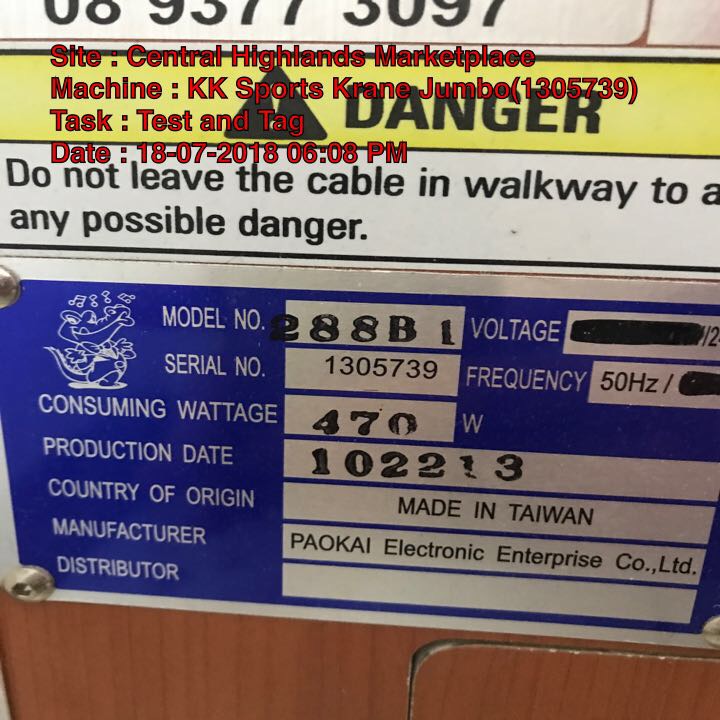 08 9377 3097
Site : Central Highlands Marketplace
Machine : KK Sports Krane Jumbo(1305739)
Task : Test and Tag
Date : 18-07-2018 06:08 PM
DANGER
Do not leave the cable in walkway to a
any possible danger.
MODEL NO. 288B1 VOLTAGE
SERIAL NO. 1305739 FREQUENCY 50Hz /
CONSUMING WATTAGE 470 W
PRODUCTION DATE 102213
COUNTRY OF ORIGIN MADE IN TAIWAN
MANUFACTURER PAOKAI Electronic Enterprise Co.,Ltd.
DISTRIBUTOR